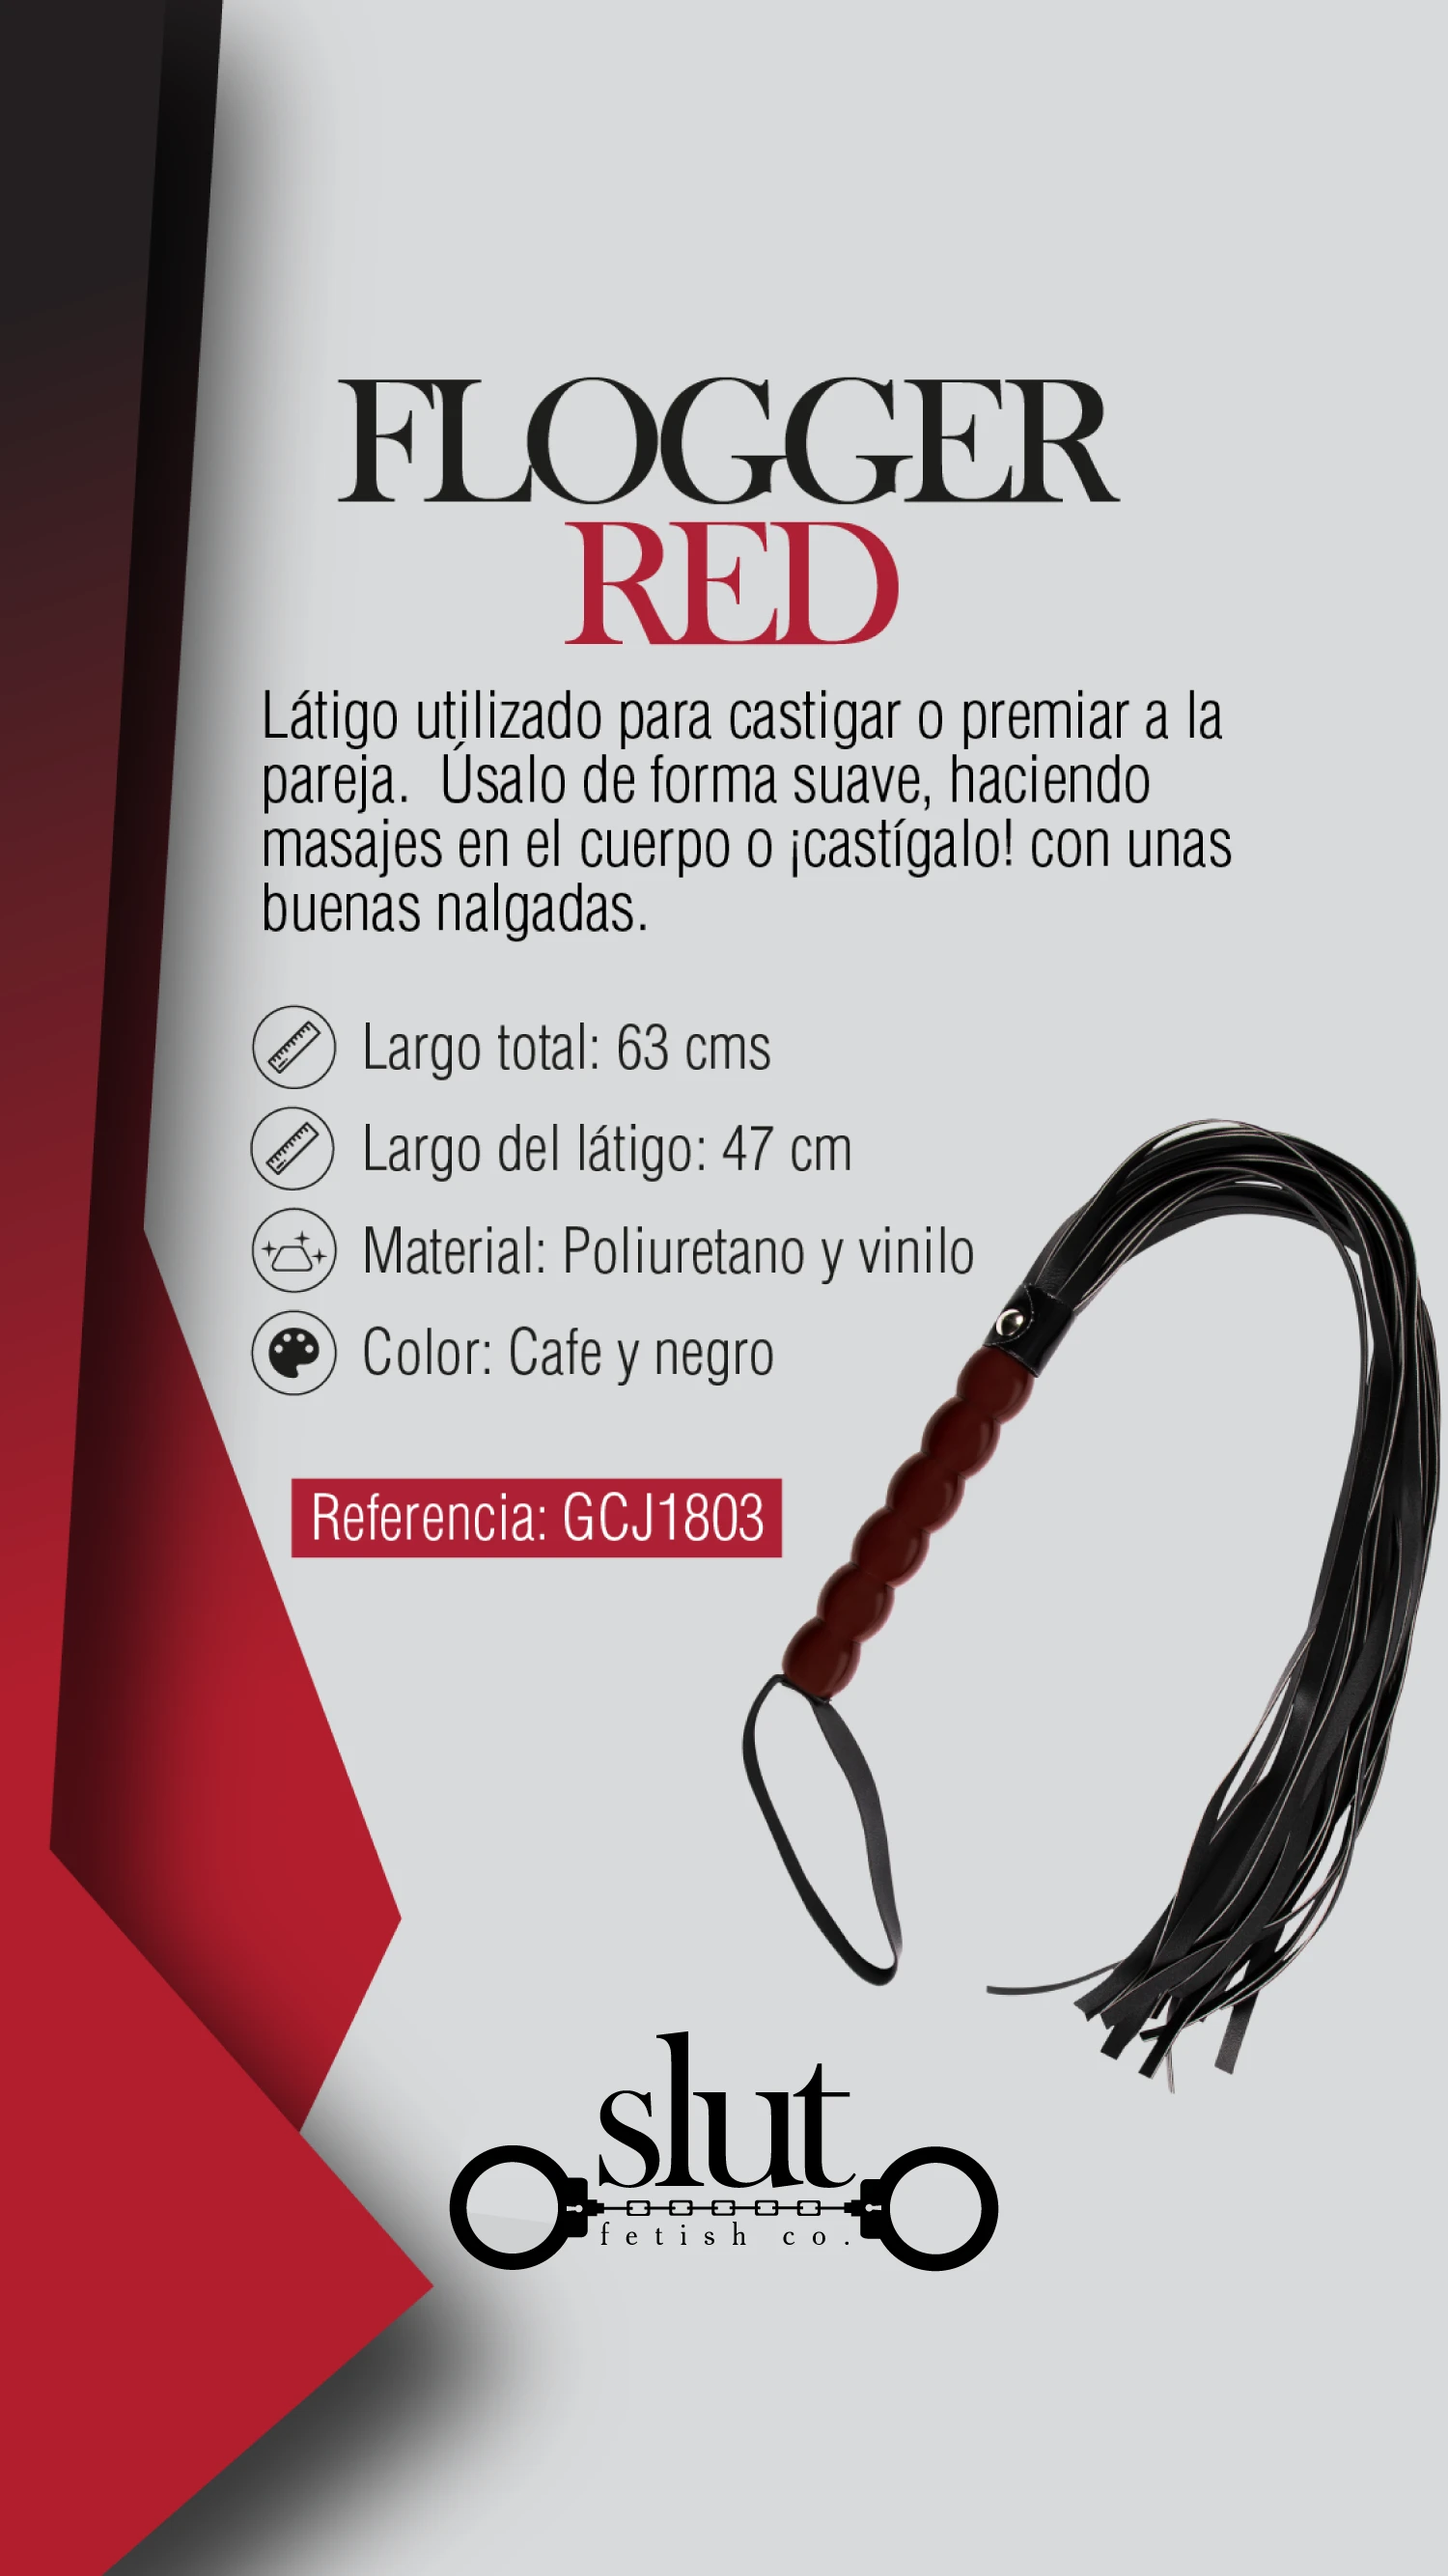 FLOGGER
RED
Látigo utilizado para castigar o premiar a la
pareja.  Úsalo de forma suave, haciendo
masajes en el cuerpo o ¡castígalo! con unas
buenas nalgadas.
Largo total: 63 cms
Largo del látigo: 47 cm
Material: Poliuretano y vinilo
Color: Cafe y negro
Referencia: GCJ1803
slut
fetish co.